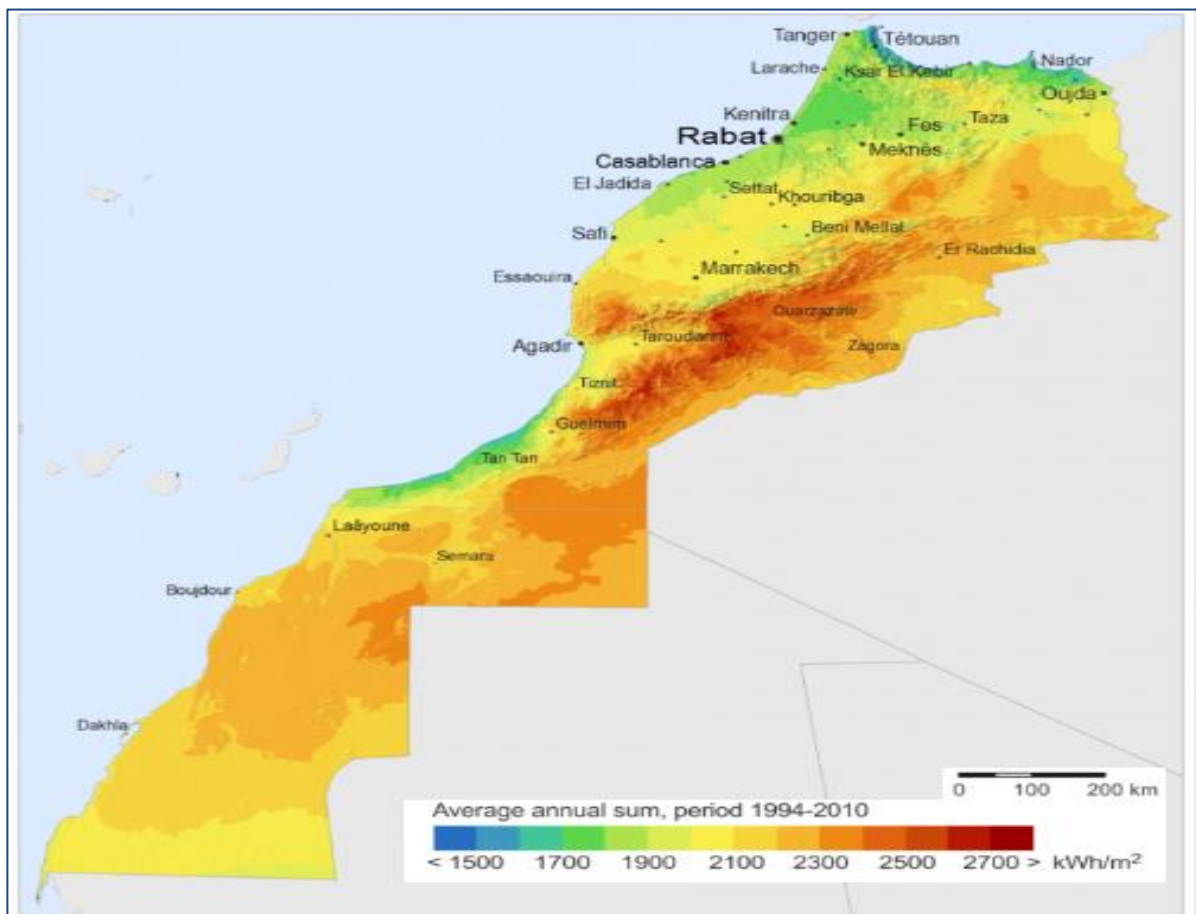 Tanger
Tétouan
Larache
Ksar El Kebir
Nador
Oujda
Kenitra
Fes
Taza
Rabat
Meknès
Casablanca
El Jadida
Settat
Khouribga
Safi
Beni Mellal
Er Rachidia
Essaouira
Marrakech
Ouarzazate
Agadir
Taroudannt
Zagora
Tiznit
Guelmim
Tan Tan
Laâyoune
Semara
Boujdour
Dakhla
0 100 200 km
Average annual sum, period 1994-2010
< 1500 1700 1900 2100 2300 2500 2700 > kWh/m²